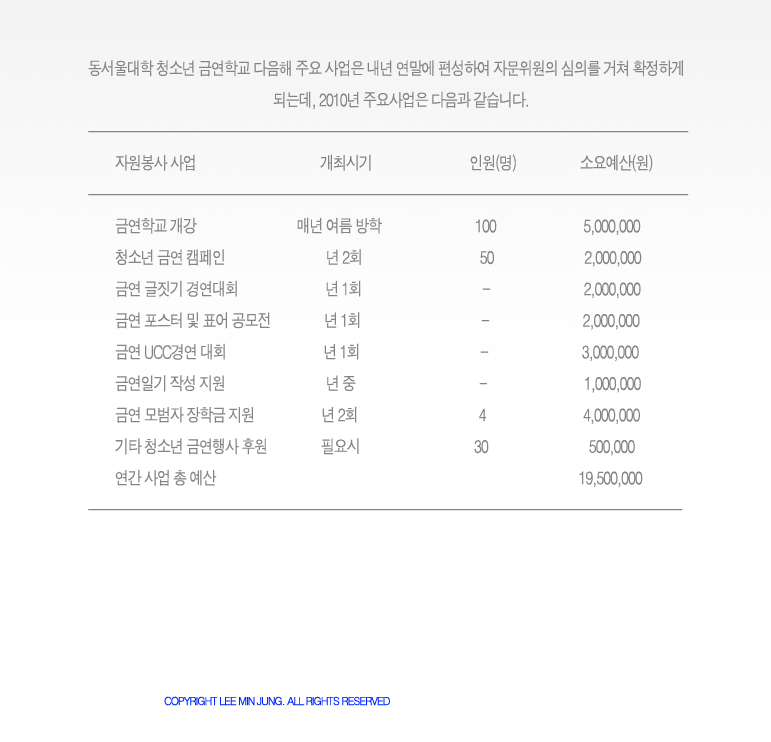 동서울대학 청소년 금연학교 다음해 주요 사업은 내년 연말에 편성하여 자문위원의 심의를 거쳐 확정하게
되는데, 2010년 주요사업은 다음과 같습니다.
자원봉사 사업 개최시기 인원(명) 소요예산(원)
금연학교 개강 매년 여름 방학 100 5,000,000
청소년 금연 캠페인 년 2회 50 2,000,000
금연 글짓기 경연대회 년 1회 - 2,000,000
금연 포스터 및 표어 공모전 년 1회 - 2,000,000
금연 UCC경연 대회 년 1회 - 3,000,000
금연일기 작성 지원 년 중 - 1,000,000
금연 모범자 장학금 지원 년 2회 4 4,000,000
기타 청소년 금연행사 후원 필요시 30 500,000
연간 사업 총 예산 19,500,000
COPYRIGHT LEE MIN JUNG. ALL RIGHTS RESERVED